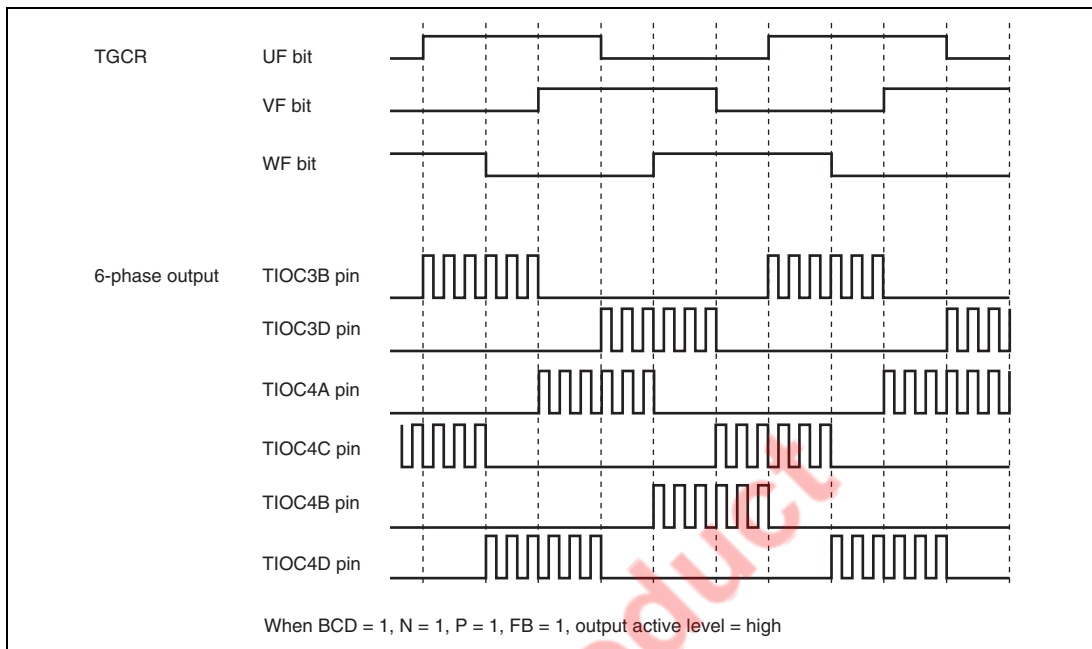 TGCR UF bit
VF bit
WF bit
6-phase output TIOC3B pin
TIOC3D pin
TIOC4A pin
TIOC4C pin
TIOC4B pin
TIOC4D pin
When BCD = 1, N = 1, P = 1, FB = 1, output active level = high